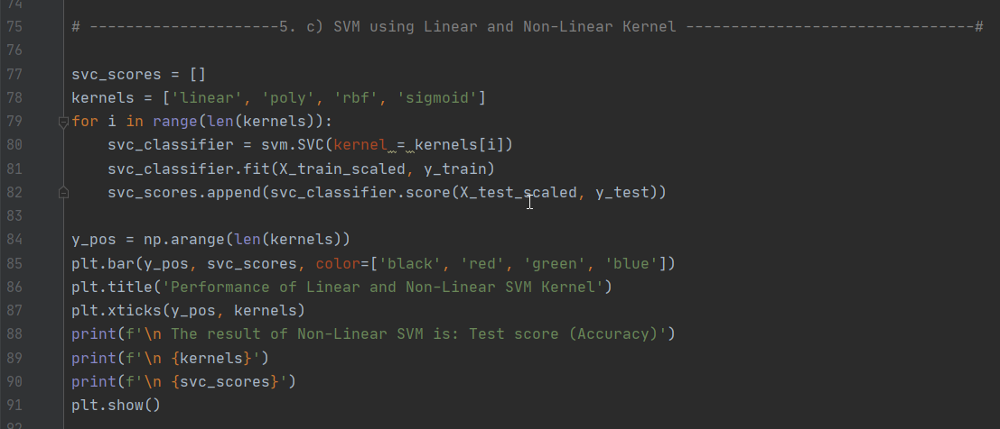 74
75 # ---------------------5. c) SVM using Linear and Non-Linear Kernel --------------------------------#
76
77 svc_scores = []
78 kernels = ['linear', 'poly', 'rbf', 'sigmoid']
79 for i in range(len(kernels)):
80     svc_classifier = svm.SVC(kernel = kernels[i])
81     svc_classifier.fit(X_train_scaled, y_train)
82     svc_scores.append(svc_classifier.score(X_test_scaled, y_test))
83
84 y_pos = np.arange(len(kernels))
85 plt.bar(y_pos, svc_scores, color=['black', 'red', 'green', 'blue'])
86 plt.title('Performance of Linear and Non-Linear SVM Kernel')
87 plt.xticks(y_pos, kernels)
88 print(f'\n The result of Non-Linear SVM is: Test score (Accuracy)')
89 print(f'\n {kernels}')
90 print(f'\n {svc_scores}')
91 plt.show()
92